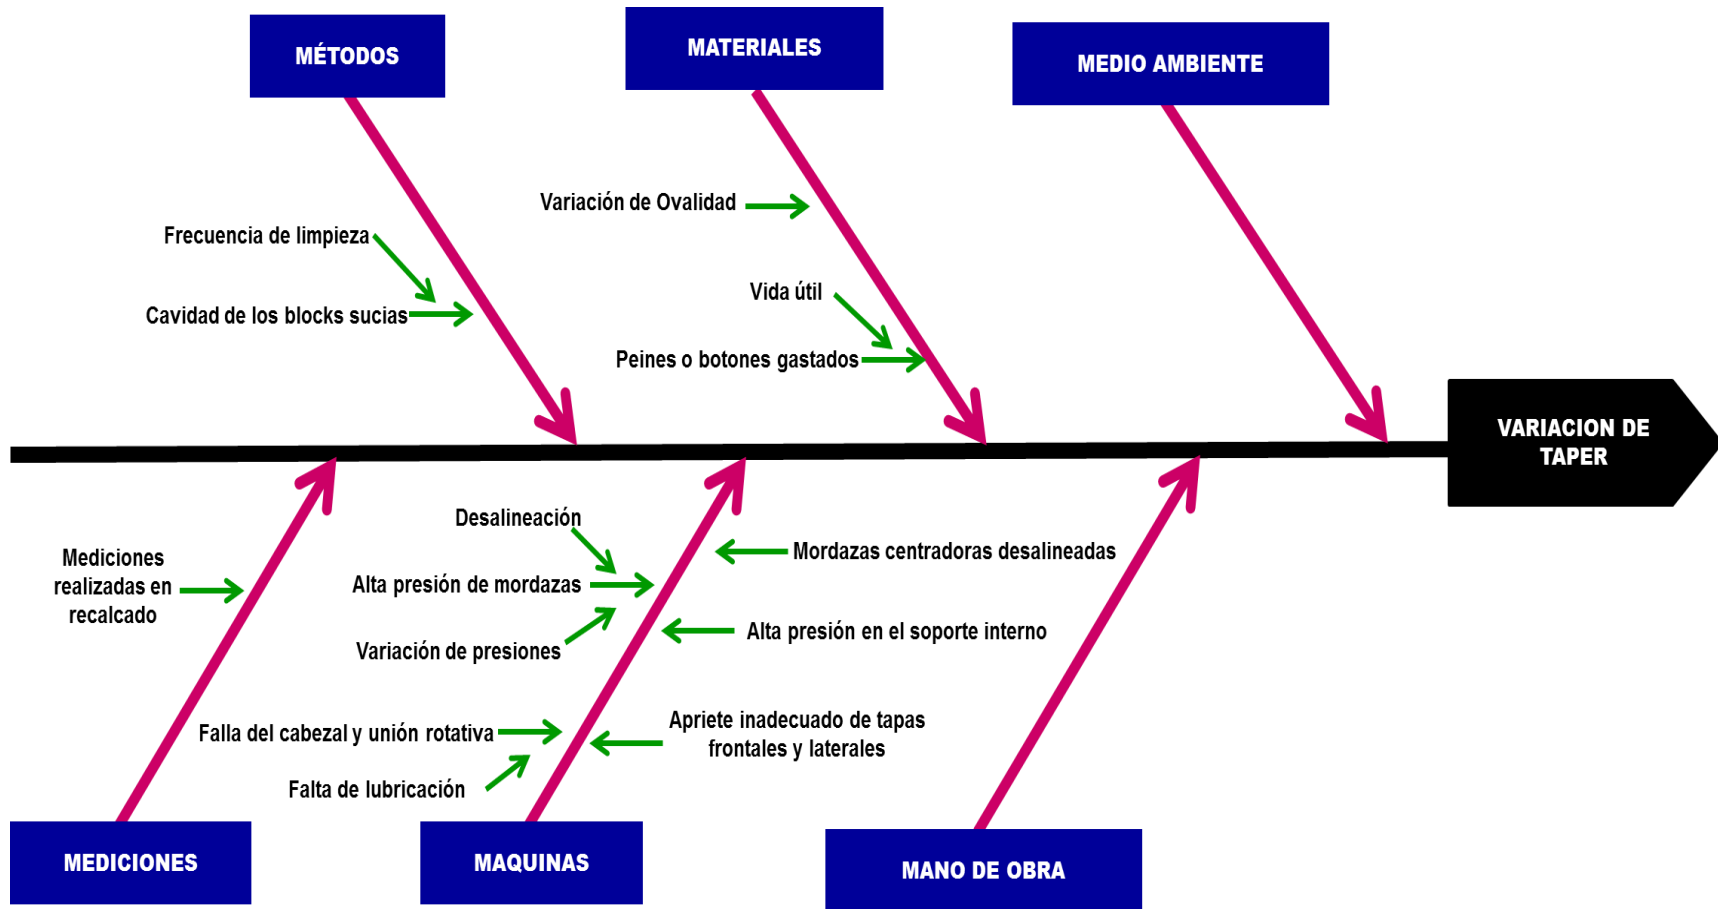 MÉTODOS
MATERIALES
MEDIO AMBIENTE
Variación de Ovalidad
Frecuencia de limpieza
Vida útil
Cavidad de los blocks sucias
Peines o botones gastados
VARIACION DE
TAPER
Desalineación
Mordazas centradoras desalineadas
Mediciones
realizadas en
recalcado
Alta presión de mordazas
Alta presión en el soporte interno
Variación de presiones
Falla del cabezal y unión rotativa
Apriete inadecuado de tapas
frontales y laterales
Falta de lubricación
MEDICIONES
MAQUINAS
MANO DE OBRA